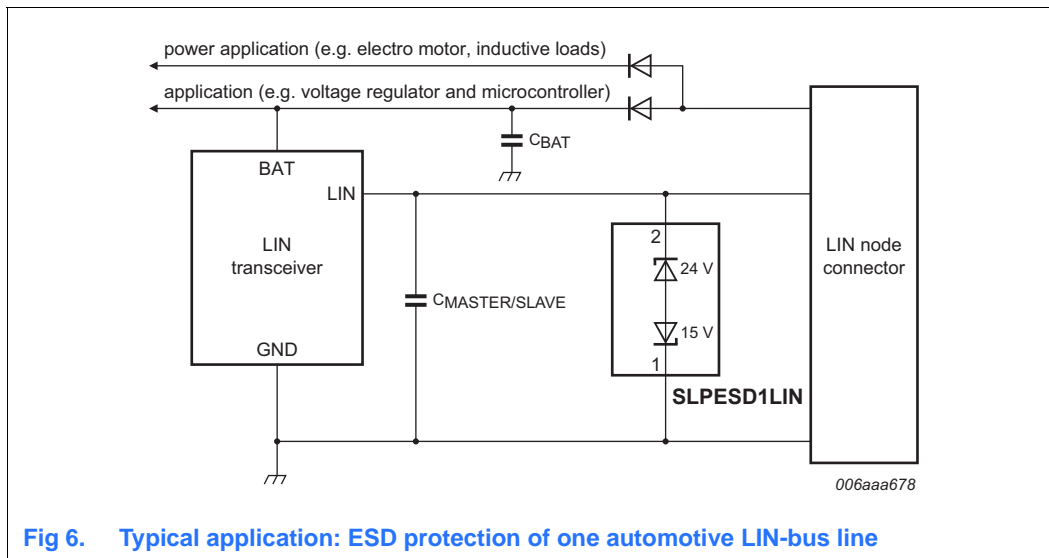 power application (e.g. electro motor, inductive loads)
application (e.g. voltage regulator and microcontroller)
CBAT
BAT
LIN
LIN
transceiver
GND
CMASTER/SLAVE
2
24 V
15 V
1
SLPESD1LIN
LIN node
connector
006aaa678
Fig 6. Typical application: ESD protection of one automotive LIN-bus line